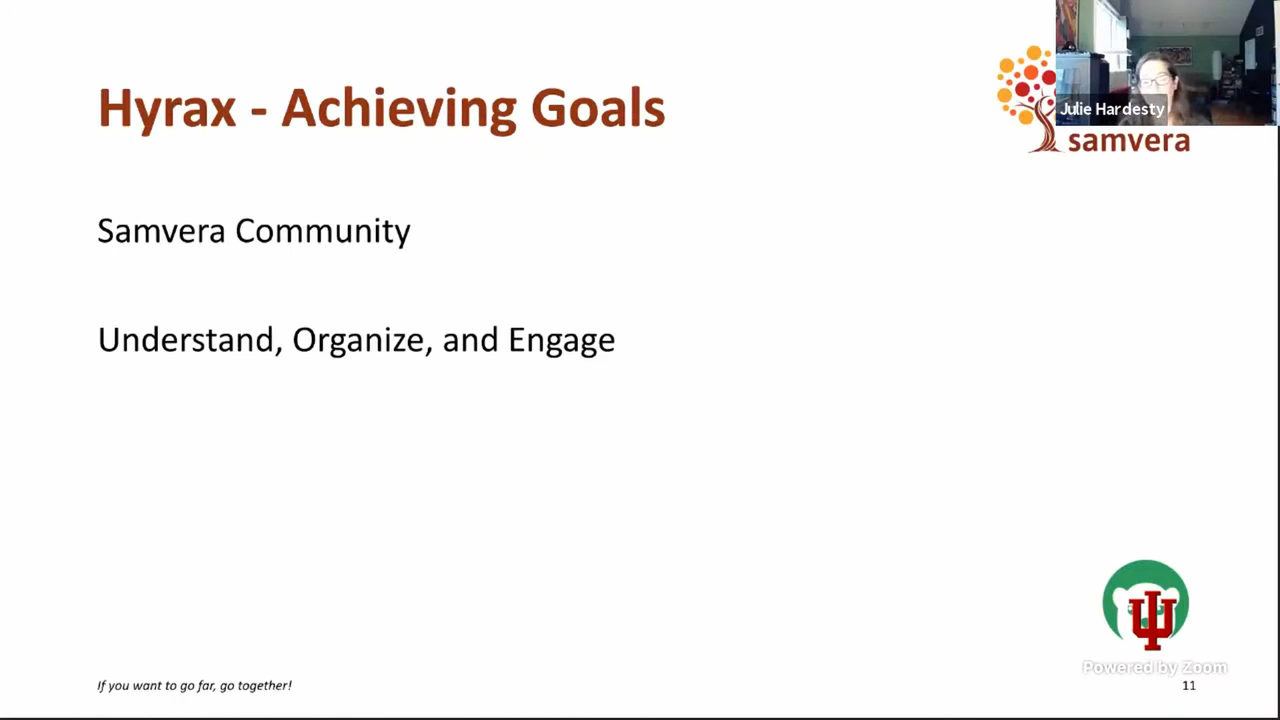 Hyrax - Achieving Goals
Julie Hardesty
samvera
Samvera Community
Understand, Organize, and Engage
Powered by Zoom
If you want to go far, go together!
11